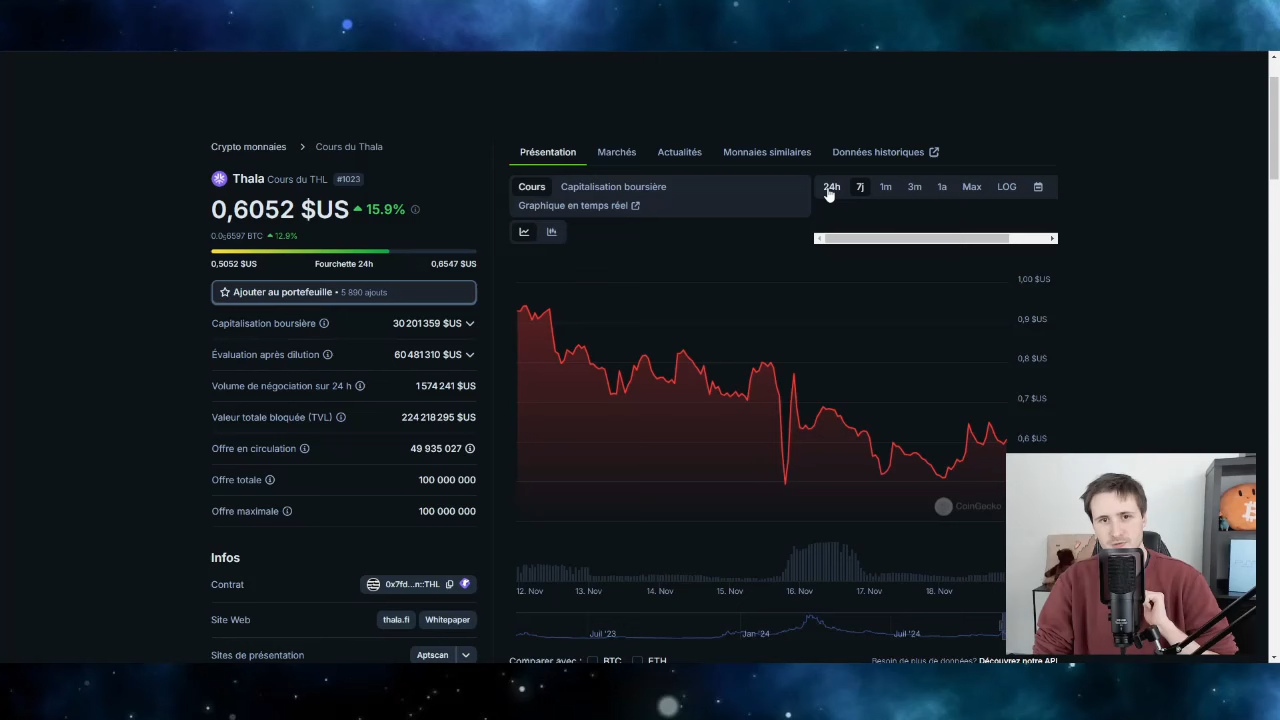 Crypto monnaies > Cours du Thala
Thala Cours du THL #1023
0,6052 $US 15.9%
0.0₅6597 BTC 12.9%
0,5052 $US Fourchette 24h 0,6547 $US
Ajouter au portefeuille • 5 890 ajouts
Capitalisation boursière 30 201 359 $US
Évaluation après dilution 60 481 310 $US
Volume de négociation sur 24 h 1 574 241 $US
Valeur totale bloquée (TVL) 224 218 295 $US
Offre en circulation 49 935 027
Offre totale 100 000 000
Offre maximale 100 000 000
Infos
Contrat 0x7fd...n::THL
Site Web thala.fi Whitepaper
Sites de présentation Aptscan
Présentation Marchés Actualités Monnaies similaires Données historiques
Cours Capitalisation boursière
Graphique en temps réel
24h 7j 1m 3m 1a Max LOG
1,00 $US
0,9 $US
0,8 $US
0,7 $US
0,6 $US
CoinGecko
12. Nov 13. Nov 14. Nov 15. Nov 16. Nov 17. Nov 18. Nov
Juil '23 Jan '24 Juil '24
Comparer avec : BTC ETH Besoin de plus de données? Découvrez notre API